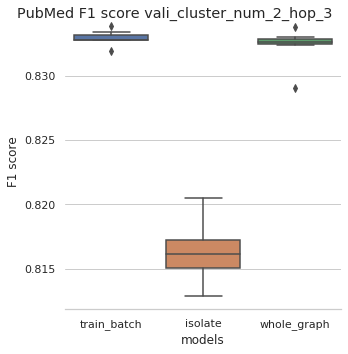 PubMed F1 score vali_cluster_num_2_hop_3
0.830
0.825
0.820
0.815
F1 score
train_batch
isolate
whole_graph
models